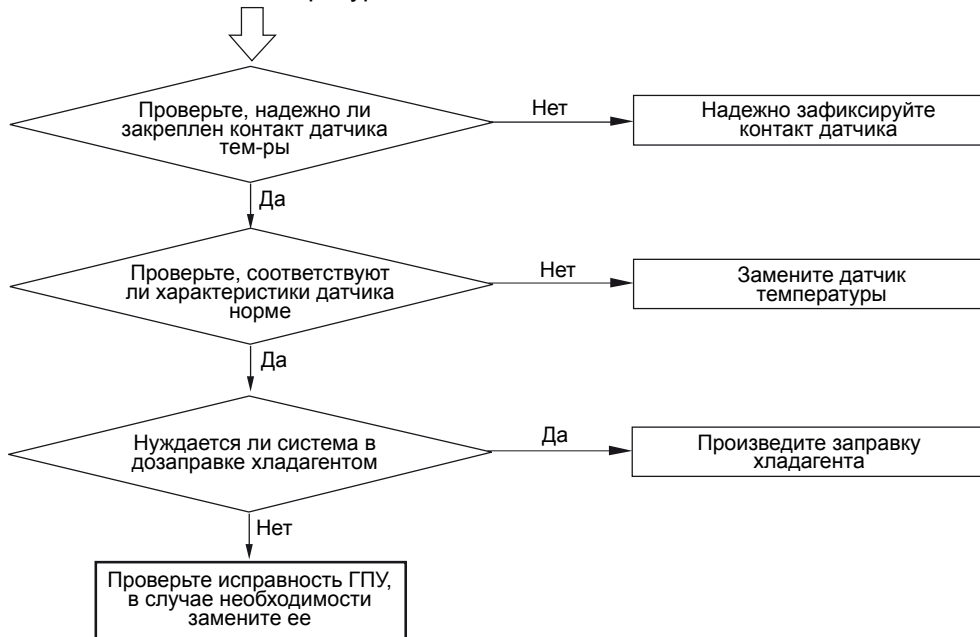 Проверьте, надежно ли
закреплен контакт датчика
тем-ры
Нет
Надежно зафиксируйте
контакт датчика
Да
Проверьте, соответствуют
ли характеристики датчика
норме
Нет
Замените датчик
температуры
Да
Нуждается ли система в
дозаправке хладагентом
Да
Произведите заправку
хладагента
Нет
Проверьте исправность ГПУ,
в случае необходимости
замените ее